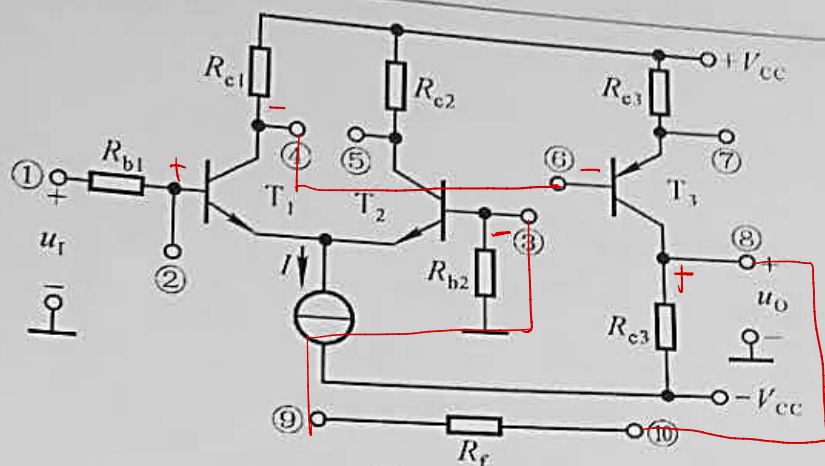 +V_CC
R_c1
R_c2
R_e3
−
④
⑤
⑥
−
⑦
R_b1
+
①
+
T_1
T_2
T_3
u_I
②
−
③
⑧
+
I
R_b2
+
u_O
−
R_c3
−
−V_CC
⑨
R_f
⑩